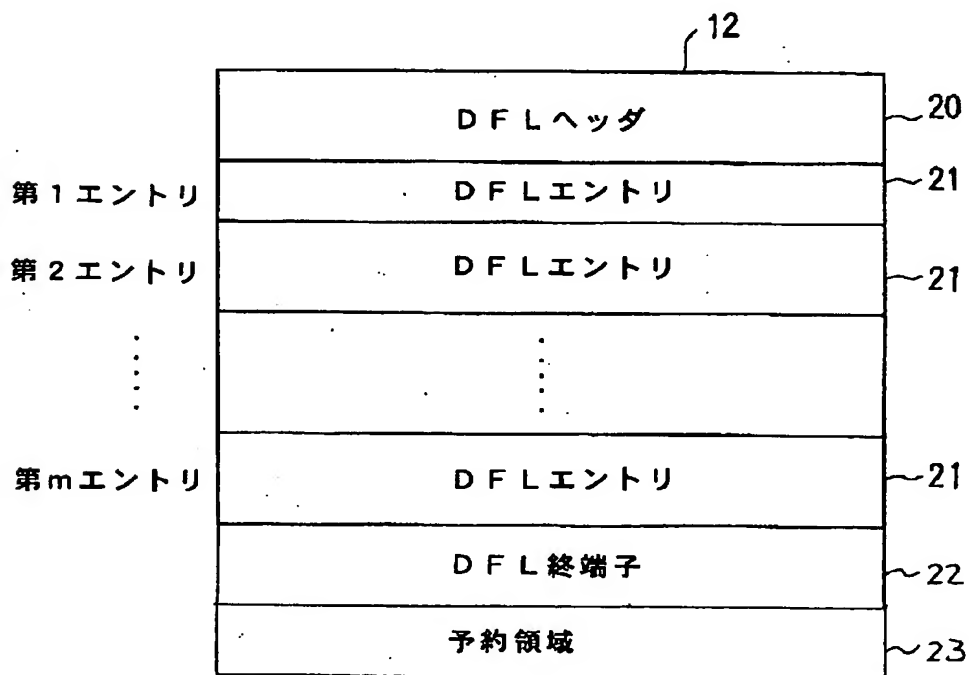 12
DFLヘッダ 20
第1エントリ DFLエントリ 21
第2エントリ DFLエントリ 21
第mエントリ DFLエントリ 21
DFL終端子 22
予約領域 23